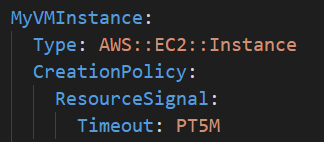 MyVMInstance:
  Type: AWS::EC2::Instance
  CreationPolicy:
    ResourceSignal:
      Timeout: PT5M